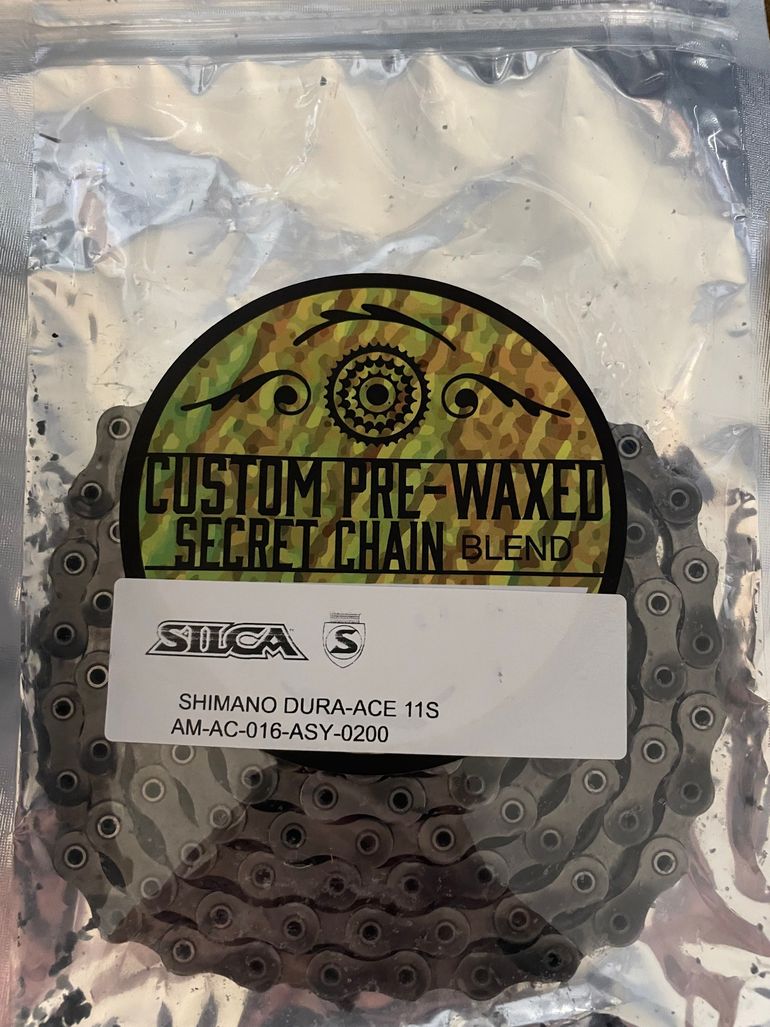 CUSTOM PRE-WAXED
SECRET CHAIN BLEND
SILCA S
SHIMANO DURA-ACE 11S
AM-AC-016-ASY-0200